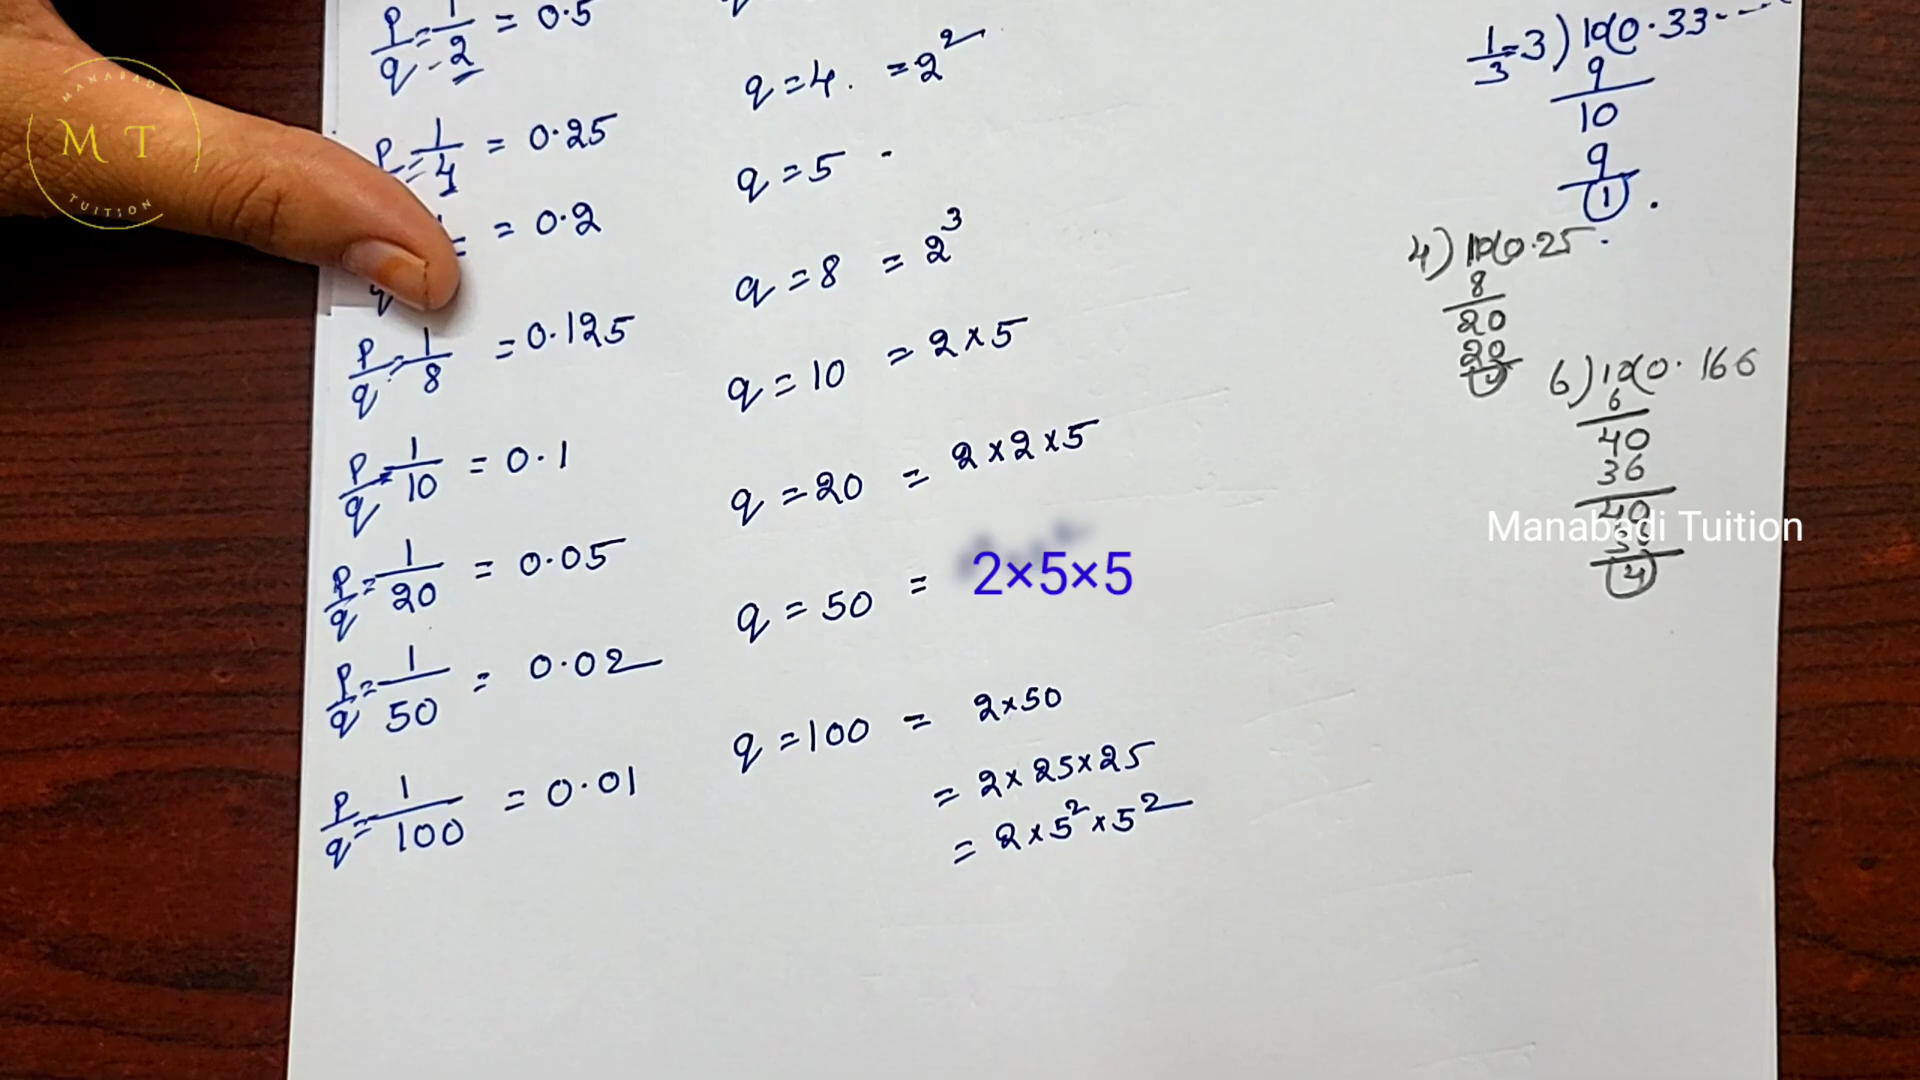 p/q = 1/2 = 0.5
p/q = 1/4 = 0.25
= 0.2
p/q = 1/8 = 0.125
p/q = 1/10 = 0.1
p/q = 1/20 = 0.05
p/q = 1/50 = 0.02
p/q = 1/100 = 0.01
q = 4. = 2²
q = 5
q = 8 = 2³
q = 10 = 2 × 5
q = 20 = 2 × 2 × 5
q = 50 = 2×5×5
q = 100 = 2×50
= 2 × 25 × 25
= 2 × 5² × 5²
1/3 = 3) 10 (0.33----
9
10
9
1
4) 10 (0.25
8
20
20
0
6) 10 (0.166
6
40
36
40
36
4
Manabadi Tuition
MANABADI
M T
TUITION